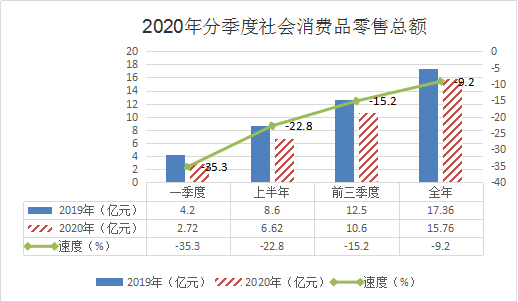 2020年分季度社会消费品零售总额
20 0
18 -5
16 -10
14 -15
12 -20
10 -25
8 -30
6 -35
4 -40
2
0
-35.3
-22.8
-15.2
-9.2
一季度 上半年 前三季度 全年
2019年（亿元） 4.2 8.6 12.5 17.36
2020年（亿元） 2.72 6.62 10.6 15.76
速度（%） -35.3 -22.8 -15.2 -9.2
2019年（亿元） 2020年（亿元） 速度（%）